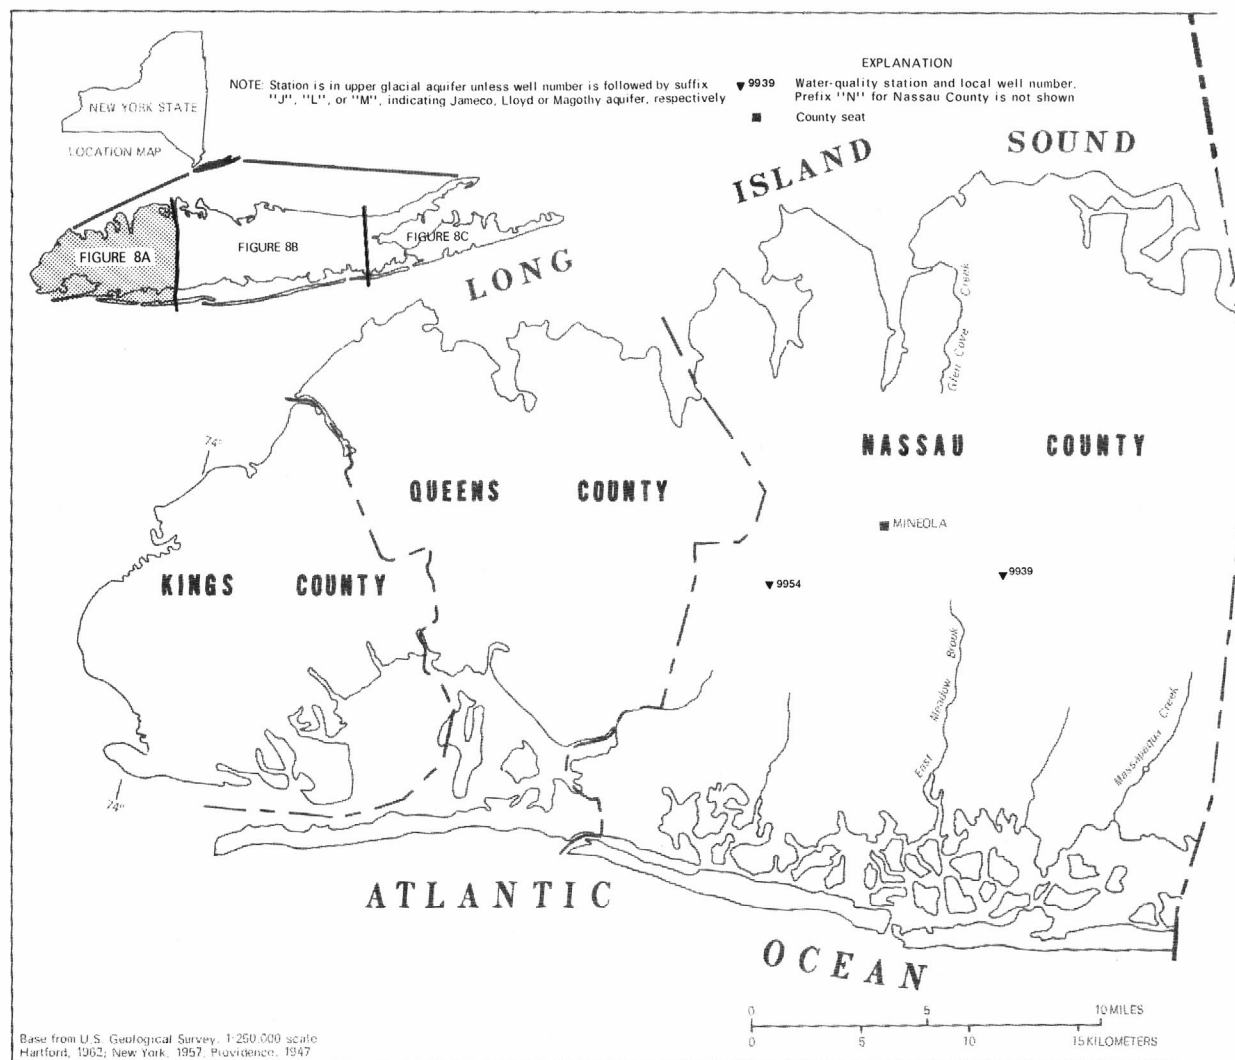 EXPLANATION
NOTE: Station is in upper glacial aquifer unless well number is followed by suffix
"J", "L", or "M", indicating Jameco, Lloyd or Magothy aquifer, respectively
9939 Water-quality station and local well number.
Prefix "N" for Nassau County is not shown
County seat
NEW YORK STATE
LOCATION MAP
FIGURE 8A
FIGURE 8B
FIGURE 8C
LONG ISLAND SOUND
Glen Cove Creek
74°
NASSAU COUNTY
QUEENS COUNTY
MINEOLA
KINGS COUNTY
9954
9939
East Meadow Brook
Massapequa Creek
74°
ATLANTIC
OCEAN
0 5 10 MILES
0 5 10 15 KILOMETERS
Base from U.S. Geological Survey, 1:250,000 scale
Hartford, 1962; New York, 1957; Providence, 1947